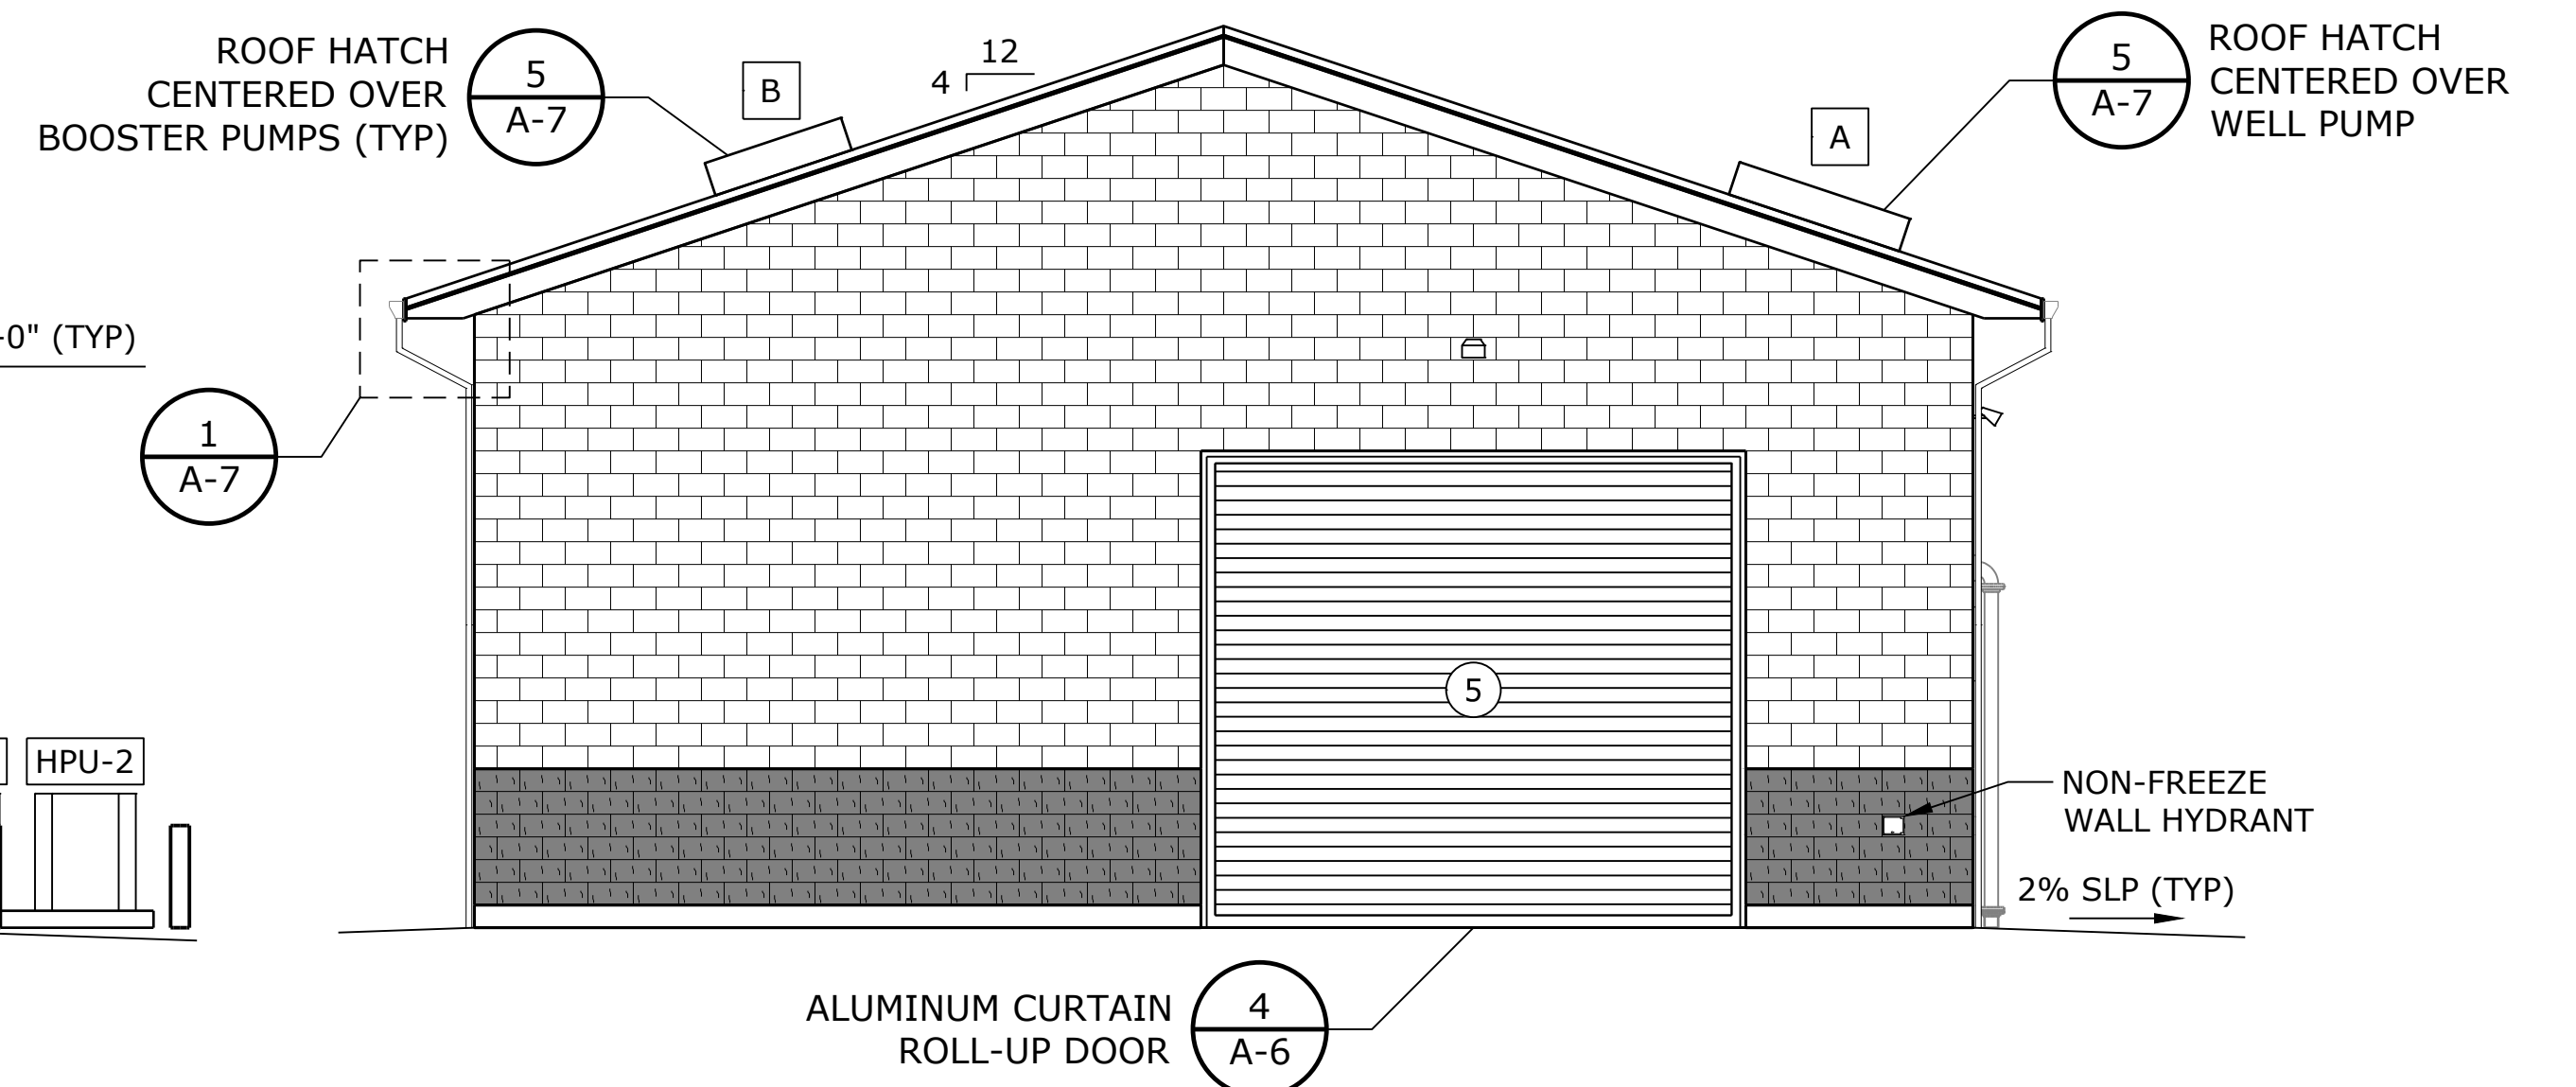 ROOF HATCH
CENTERED OVER
BOOSTER PUMPS (TYP)
5
A-7
B
12
4
A
5
A-7
ROOF HATCH
CENTERED OVER
WELL PUMP
-0" (TYP)
1
A-7
5
HPU-2
NON-FREEZE
WALL HYDRANT
2% SLP (TYP)
ALUMINUM CURTAIN
ROLL-UP DOOR
4
A-6